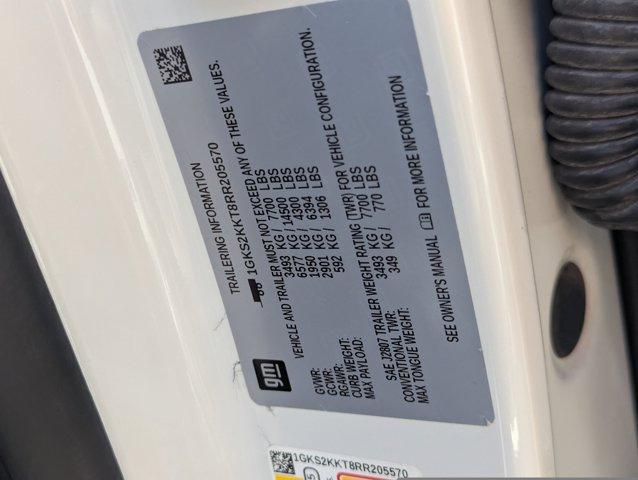 TRAILERING INFORMATION
1GKS2KKT8RR205570
VEHICLE AND TRAILER MUST NOT EXCEED ANY OF THESE VALUES.
GVWR: 3493 KG / 7700 LBS
GCWR: 6577 KG / 14500 LBS
RGAWR: 1950 KG / 4300 LBS
CURB WEIGHT: 2901 KG / 6394 LBS
MAX PAYLOAD: 592 KG / 1306 LBS
SAE J2807 TRAILER WEIGHT RATING (TWR) FOR VEHICLE CONFIGURATION.
CONVENTIONAL TWR: 3493 KG / 7700 LBS
MAX TONGUE WEIGHT: 349 KG / 770 LBS
SEE OWNER'S MANUAL FOR MORE INFORMATION
gm
1GKS2KKT8RR205570
5